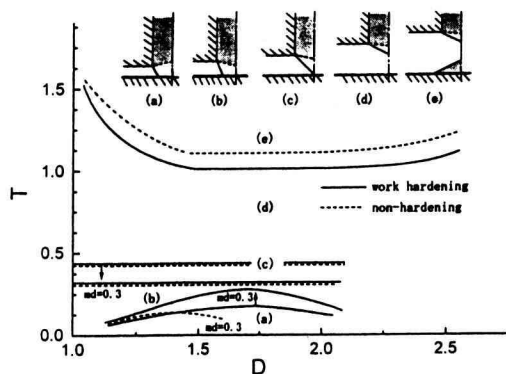 (a) (b) (c) (d) (e)
1.5
(e)
1.0
T
work hardening
non-hardening
(d)
0.5
(c)
md=0.3
(b)
md=0.3
(a)
md=0.3
0.0
1.0 1.5 2.0 2.5
D